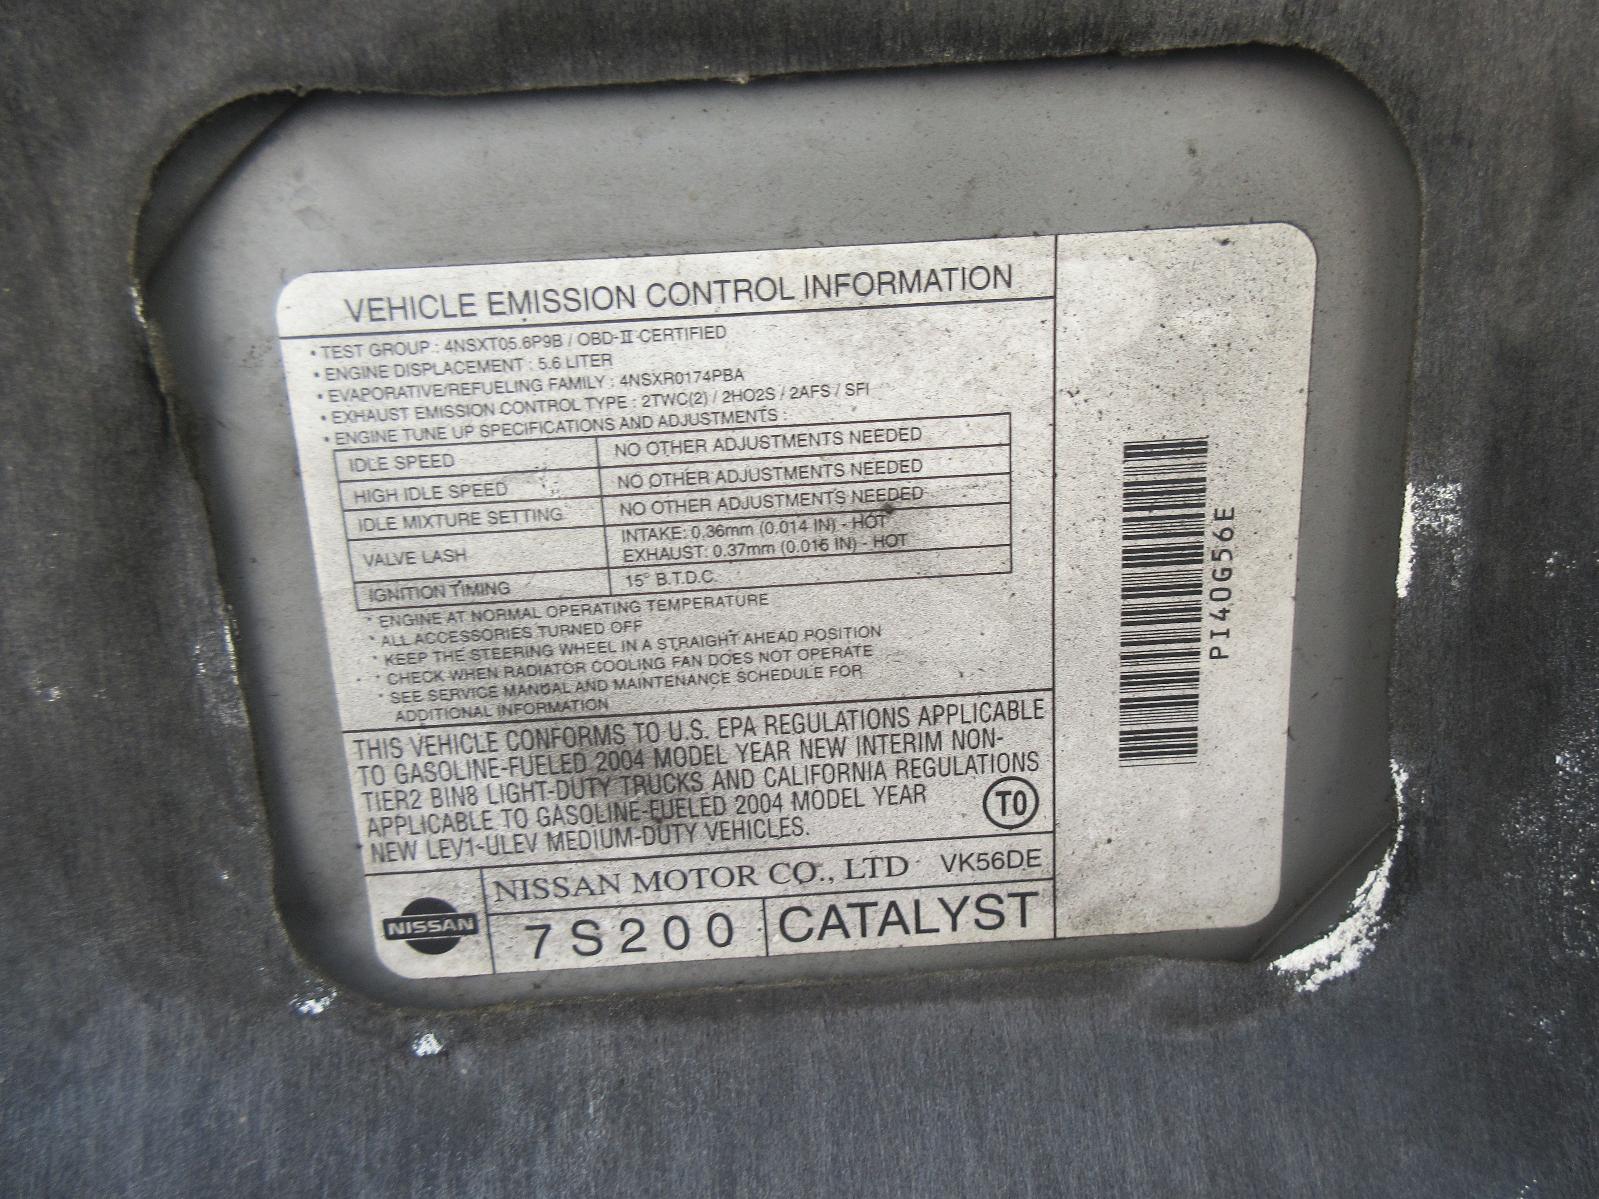 VEHICLE EMISSION CONTROL INFORMATION
• TEST GROUP : 4NSXT05.6P9B / OBD-II CERTIFIED
• ENGINE DISPLACEMENT : 5.6 LITER
• EVAPORATIVE/REFUELING FAMILY : 4NSXR0174PBA
• EXHAUST EMISSION CONTROL TYPE : 2TWC(2) / 2HO2S / 2AFS / SFI
• ENGINE TUNE UP SPECIFICATIONS AND ADJUSTMENTS :
IDLE SPEED NO OTHER ADJUSTMENTS NEEDED
HIGH IDLE SPEED NO OTHER ADJUSTMENTS NEEDED
IDLE MIXTURE SETTING NO OTHER ADJUSTMENTS NEEDED
VALVE LASH INTAKE: 0.36mm (0.014 IN) - HOT
EXHAUST: 0.37mm (0.015 IN) - HOT
IGNITION TIMING 15° B.T.D.C.
* ENGINE AT NORMAL OPERATING TEMPERATURE
* ALL ACCESSORIES TURNED OFF
* KEEP THE STEERING WHEEL IN A STRAIGHT AHEAD POSITION
* CHECK WHEN RADIATOR COOLING FAN DOES NOT OPERATE
* SEE SERVICE MANUAL AND MAINTENANCE SCHEDULE FOR
ADDITIONAL INFORMATION
THIS VEHICLE CONFORMS TO U.S. EPA REGULATIONS APPLICABLE
TO GASOLINE-FUELED 2004 MODEL YEAR NEW INTERIM NON-
TIER2 BIN8 LIGHT-DUTY TRUCKS AND CALIFORNIA REGULATIONS
APPLICABLE TO GASOLINE-FUELED 2004 MODEL YEAR
NEW LEV1-ULEV MEDIUM-DUTY VEHICLES.
T0
NISSAN
NISSAN MOTOR CO., LTD VK56DE
7S200 CATALYST
PI40G56E